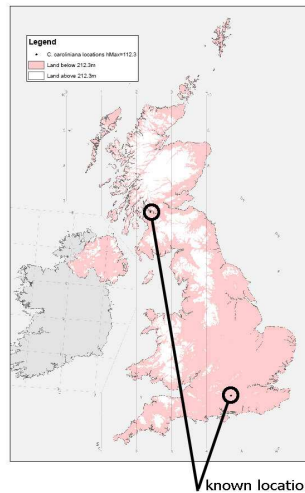 Legend
C. caroliniana locations hMax=112.3
Land below 212.3m
Land above 212.3m
known locatio